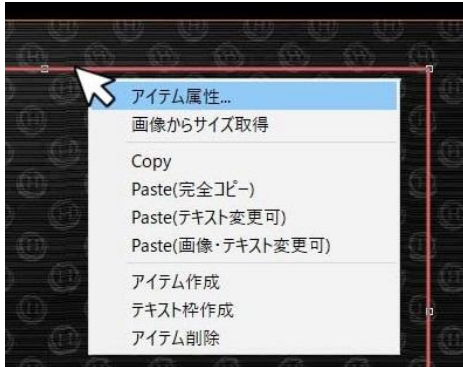 アイテム属性...
画像からサイズ取得
Copy
Paste(完全コピー)
Paste(テキスト変更可)
Paste(画像・テキスト変更可)
アイテム作成
テキスト枠作成
アイテム削除